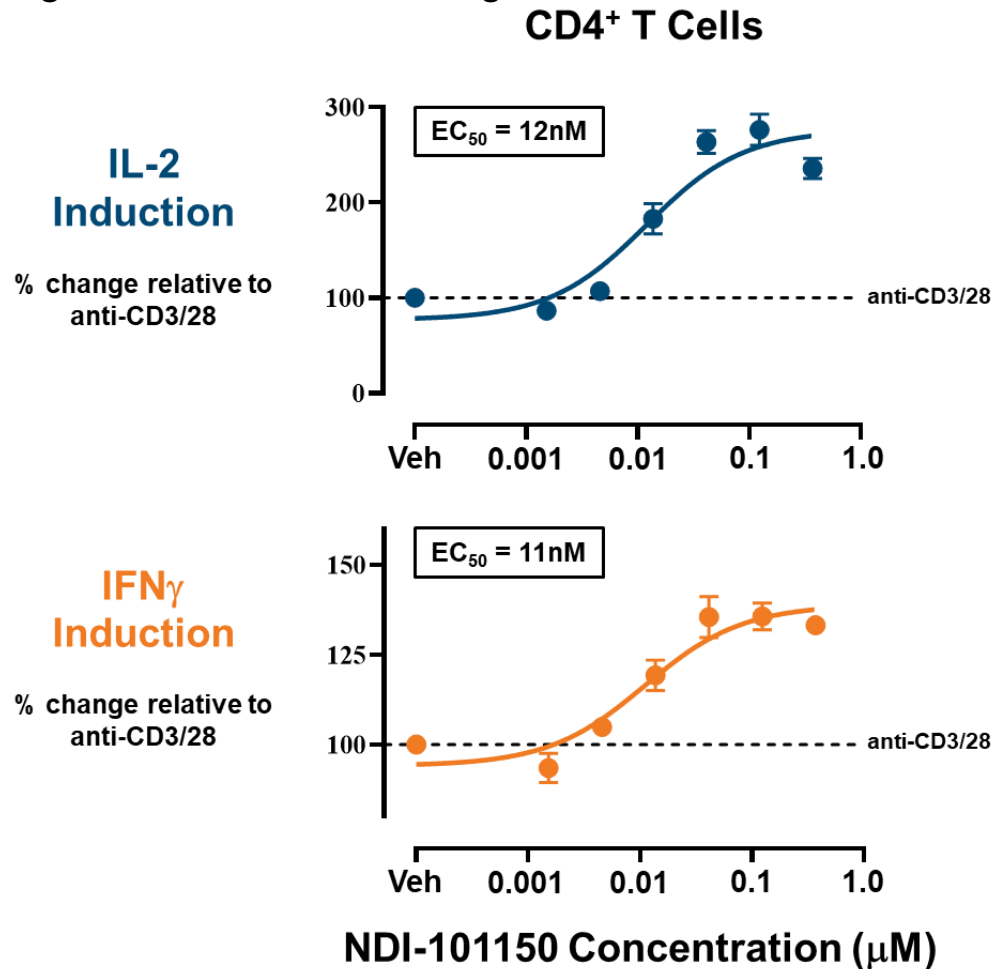 CD4⁺ T Cells
IL-2
Induction
% change relative to
anti-CD3/28
300
200
100
0
EC₅₀ = 12nM
anti-CD3/28
Veh 0.001 0.01 0.1 1.0
IFNγ
Induction
% change relative to
anti-CD3/28
150
125
100
EC₅₀ = 11nM
anti-CD3/28
Veh 0.001 0.01 0.1 1.0
NDI-101150 Concentration (μM)